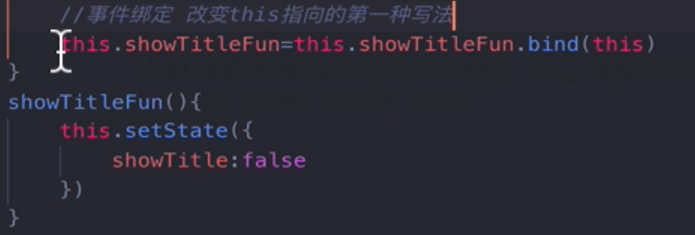 //事件绑定 改变this指向的第一种写法
this.showTitleFun=this.showTitleFun.bind(this)
}
showTitleFun(){
this.setState({
showTitle:false
})
}